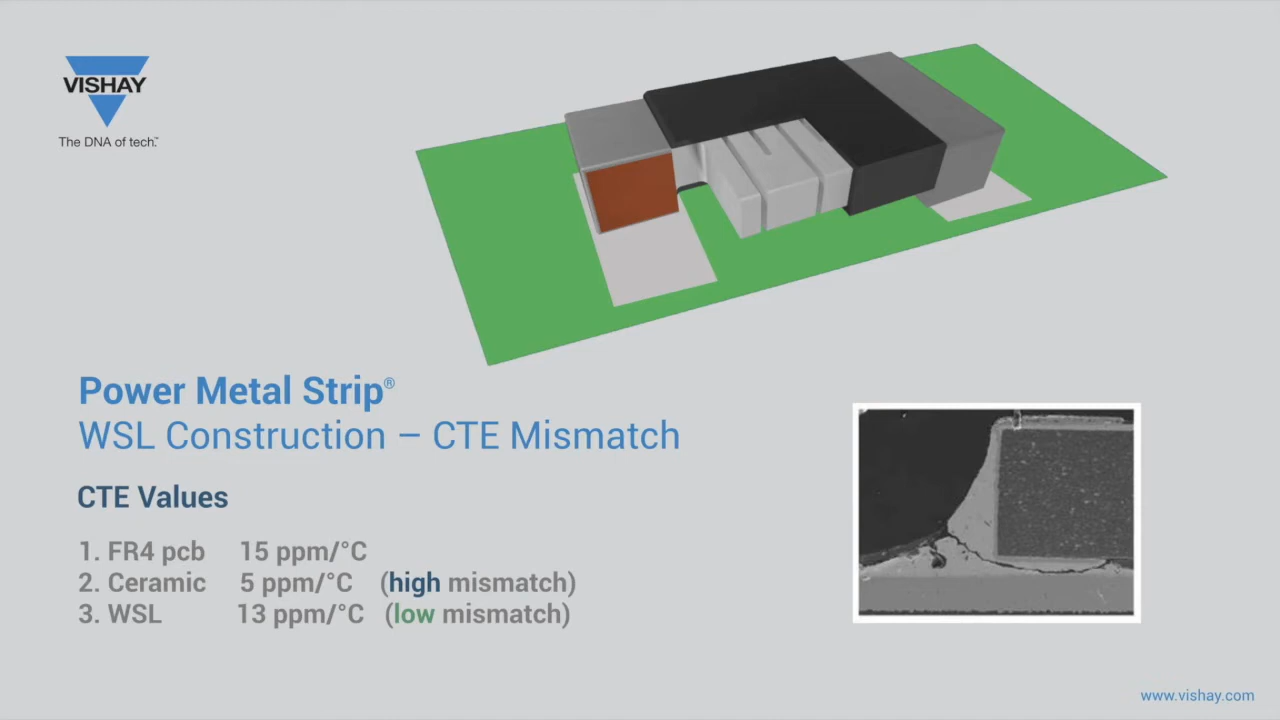 VISHAY
The DNA of tech.™
Power Metal Strip®
WSL Construction – CTE Mismatch
CTE Values
1. FR4 pcb 15 ppm/°C
2. Ceramic 5 ppm/°C (high mismatch)
3. WSL 13 ppm/°C (low mismatch)
www.vishay.com